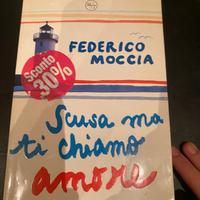 FEDERICO
MOCCIA
Sconto
30%
Scusa ma
ti chiamo
amore